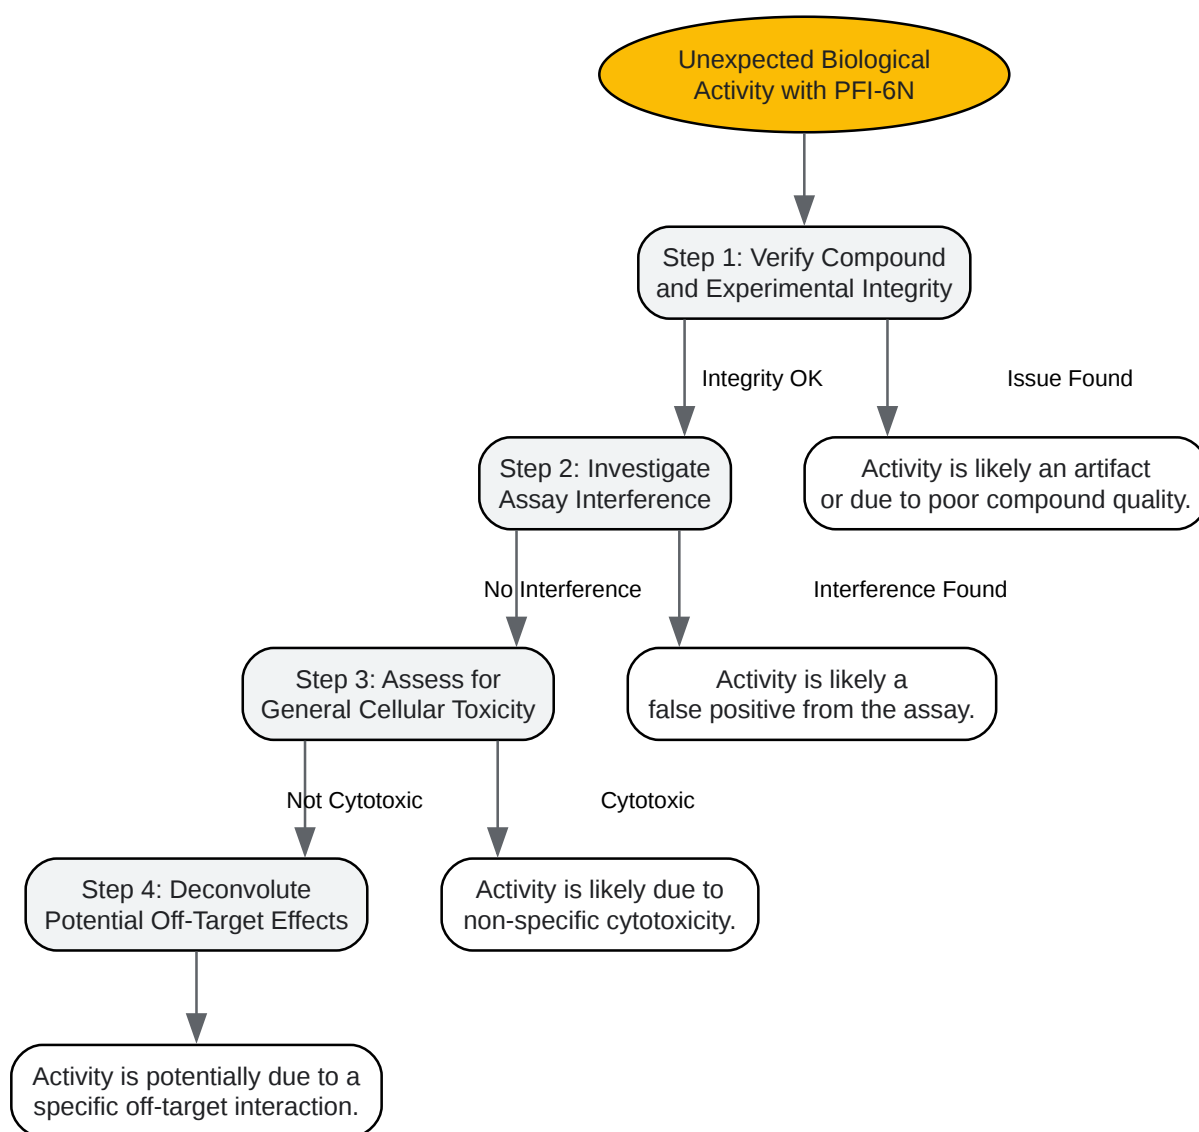 Unexpected Biological
Activity with PFI-6N
Step 1: Verify Compound
and Experimental Integrity
Integrity OK
Issue Found
Step 2: Investigate
Assay Interference
Activity is likely an artifact
or due to poor compound quality.
No Interference
Interference Found
Step 3: Assess for
General Cellular Toxicity
Activity is likely a
false positive from the assay.
Not Cytotoxic
Cytotoxic
Step 4: Deconvolute
Potential Off-Target Effects
Activity is likely due to
non-specific cytotoxicity.
Activity is potentially due to a
specific off-target interaction.